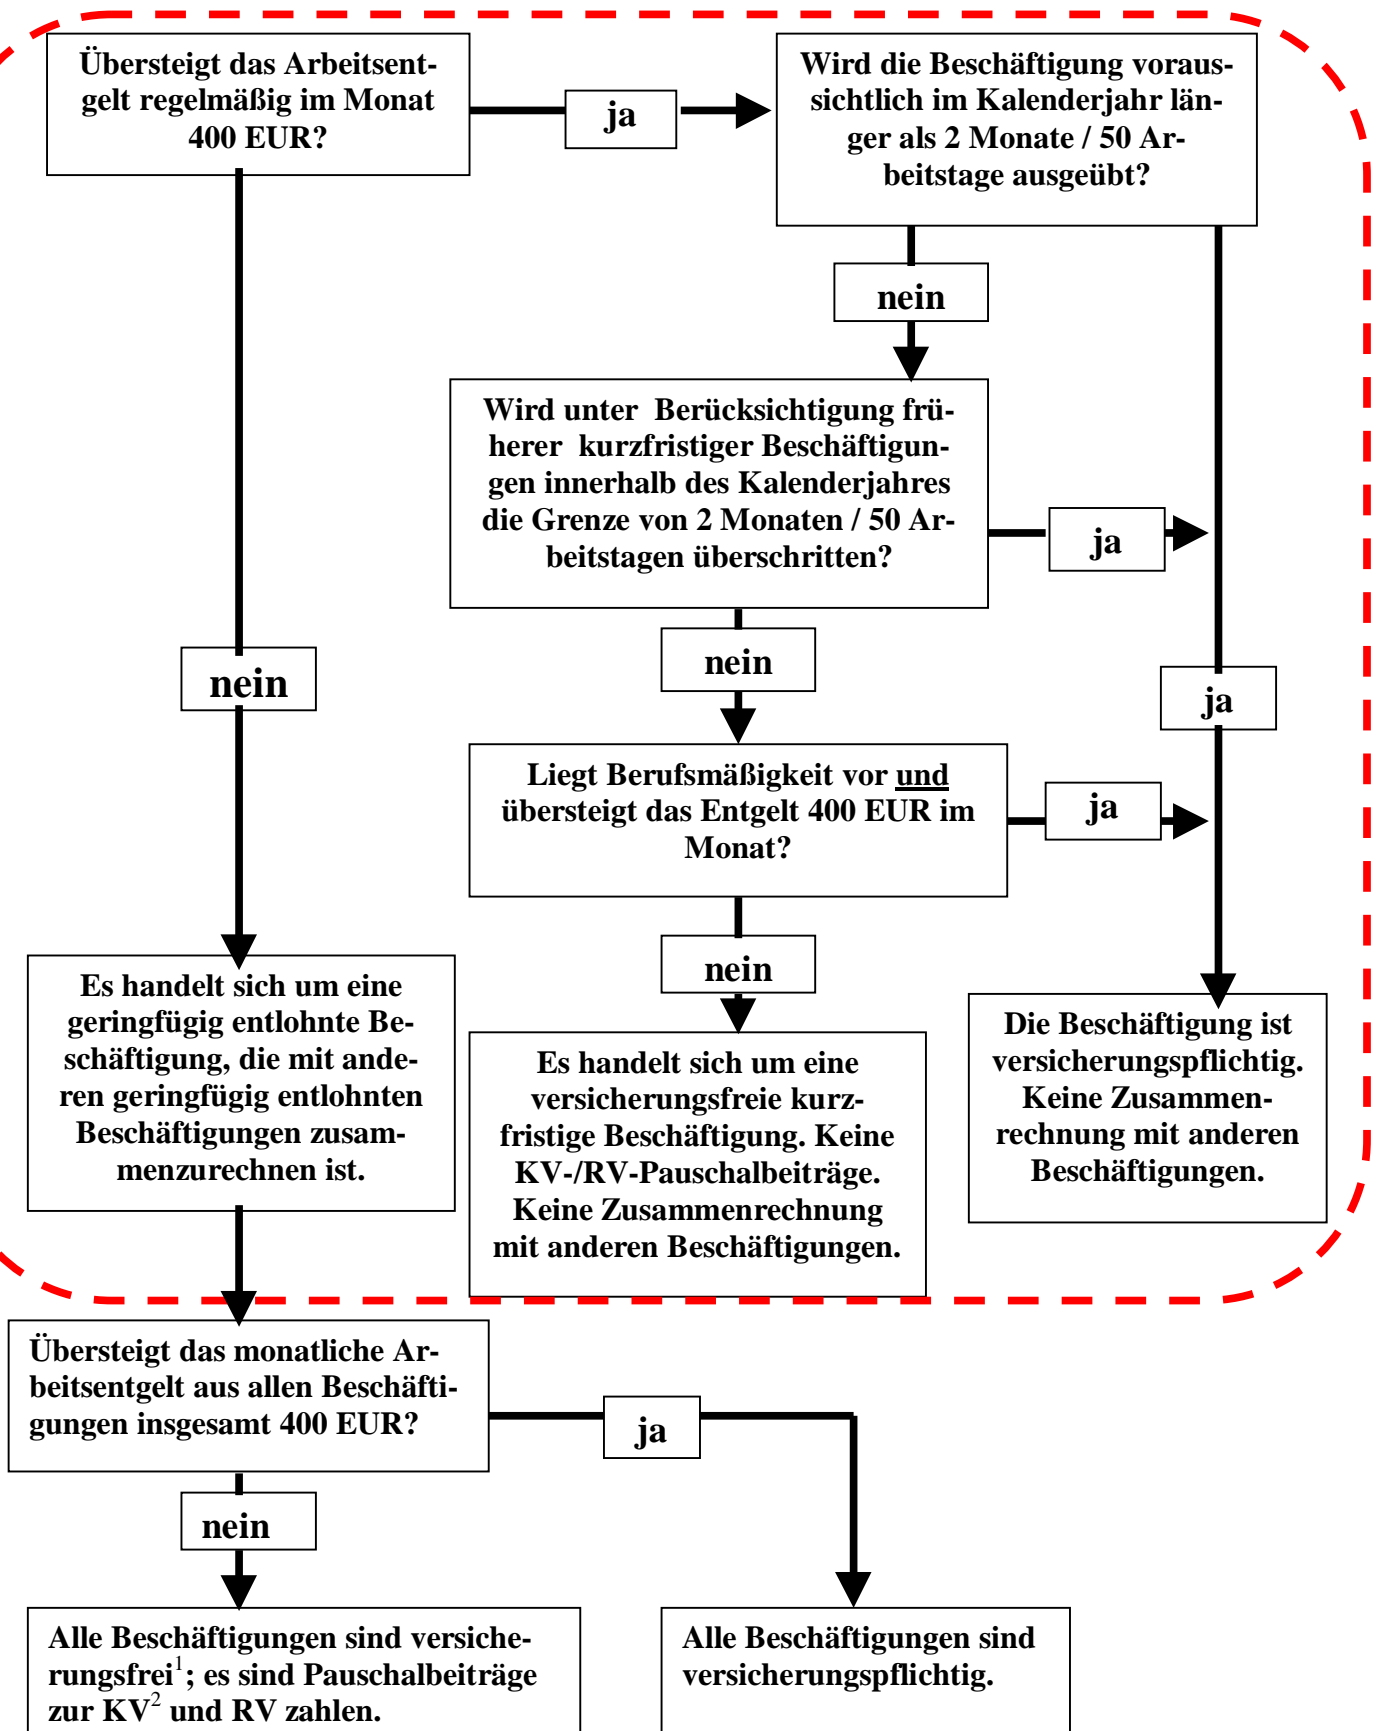 Übersteigt das Arbeitsent-
gelt regelmäßig im Monat
400 EUR?
ja
Wird die Beschäftigung voraus-
sichtlich im Kalenderjahr län-
ger als 2 Monate / 50 Ar-
beitstage ausgeübt?
nein
Wird unter Berücksichtigung frü-
herer kurzfristiger Beschäftigun-
gen innerhalb des Kalenderjahres
die Grenze von 2 Monaten / 50 Ar-
beitstagen überschritten?
ja
nein
nein
ja
Liegt Berufsmäßigkeit vor und
übersteigt das Entgelt 400 EUR im
Monat?
ja
nein
Es handelt sich um eine
geringfügig entlohnte Be-
schäftigung, die mit ande-
ren geringfügig entlohnten
Beschäftigungen zusam-
menzurechnen ist.
Es handelt sich um eine
versicherungsfreie kurz-
fristige Beschäftigung. Keine
KV-/RV-Pauschalbeiträge.
Keine Zusammenrechnung
mit anderen Beschäftigungen.
Die Beschäftigung ist
versicherungspflichtig.
Keine Zusammen-
rechnung mit anderen
Beschäftigungen.
Übersteigt das monatliche Ar-
beitsentgelt aus allen Beschäfti-
gungen insgesamt 400 EUR?
ja
nein
Alle Beschäftigungen sind versiche-
rungsfrei¹; es sind Pauschalbeiträge
zur KV² und RV zahlen.
Alle Beschäftigungen sind
versicherungspflichtig.